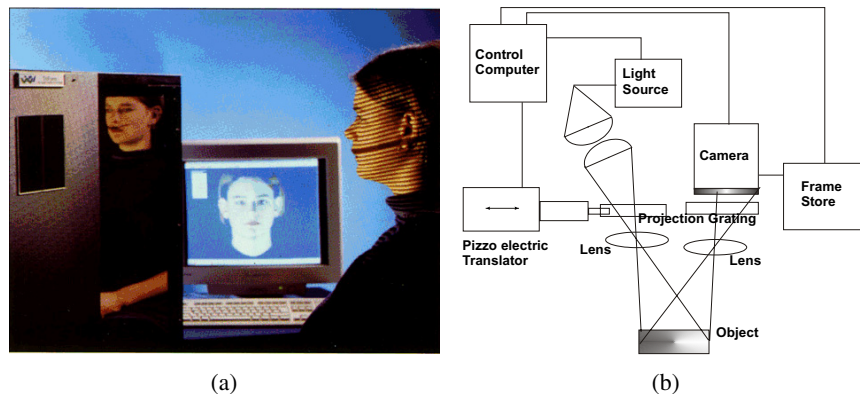 Control
Computer
Light
Source
Camera
Frame
Store
Projection Grating
Pizzo electric
Translator
Lens
Lens
Object
(a)
(b)